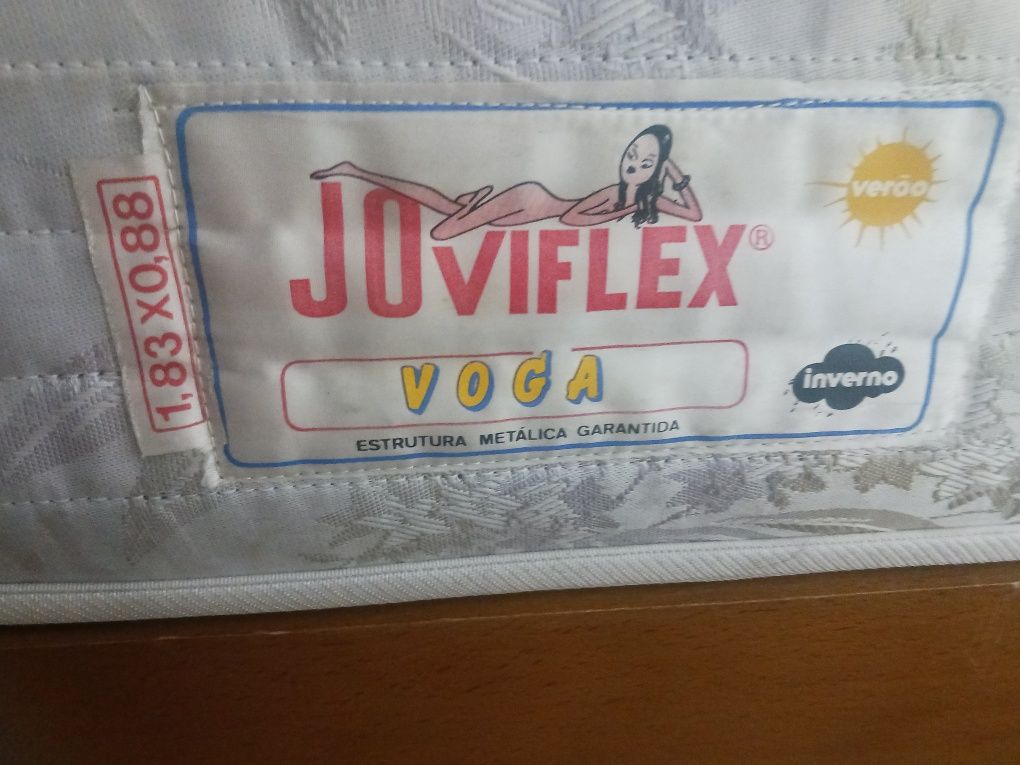 1,83 X 0,88
JOVIFLEX®
verão
VOGA
inverno
ESTRUTURA METÁLICA GARANTIDA